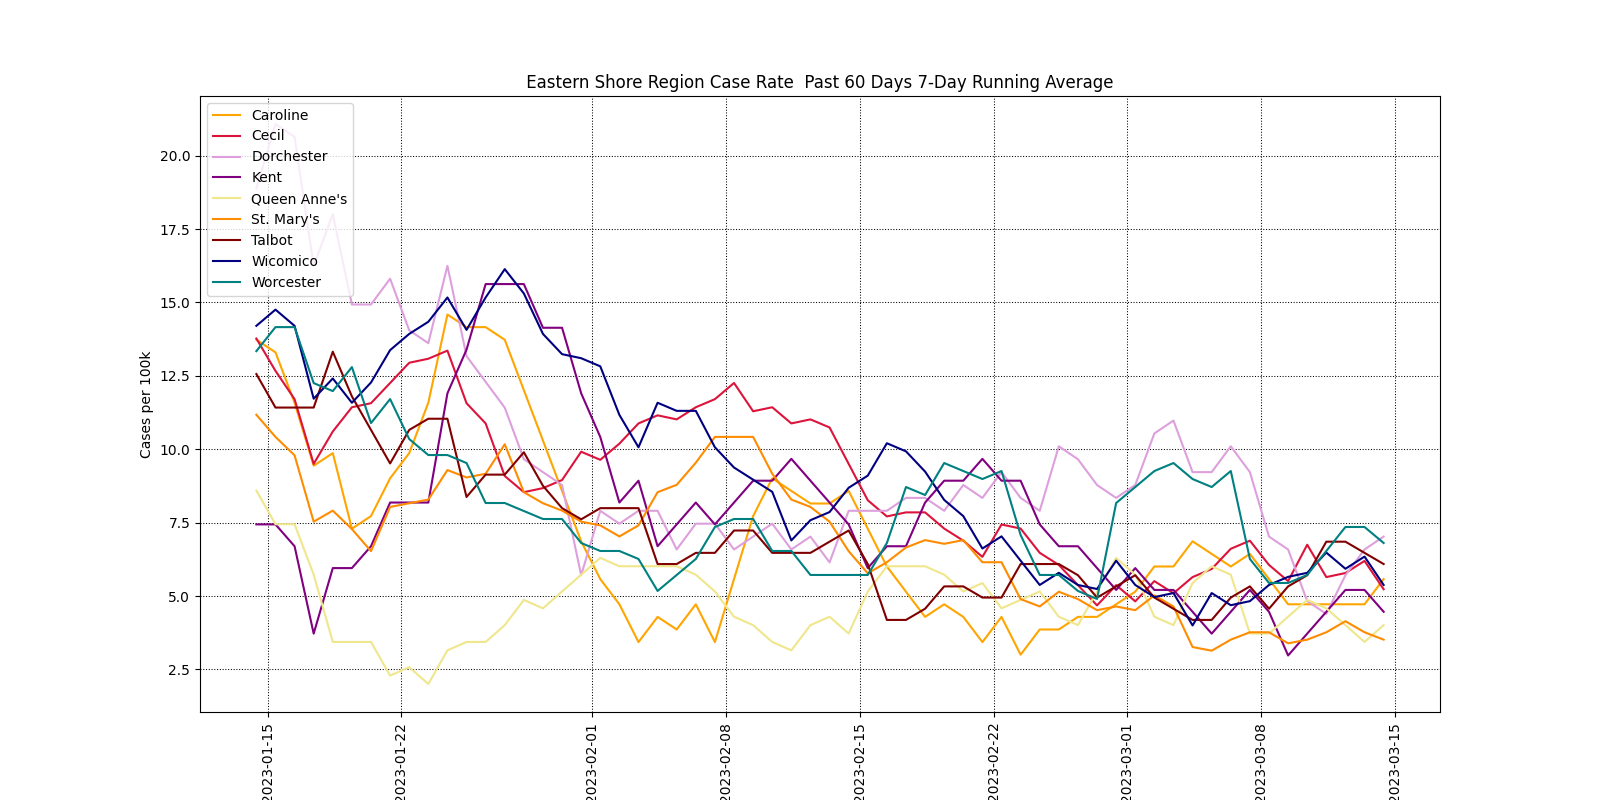 Eastern Shore Region Case Rate  Past 60 Days 7-Day Running Average
Caroline
Cecil
Dorchester
Kent
Queen Anne's
St. Mary's
Talbot
Wicomico
Worcester
Cases per 100k
20.0
17.5
15.0
12.5
10.0
7.5
5.0
2.5
2023-01-15
2023-01-22
2023-02-01
2023-02-08
2023-02-15
2023-02-22
2023-03-01
2023-03-08
2023-03-15